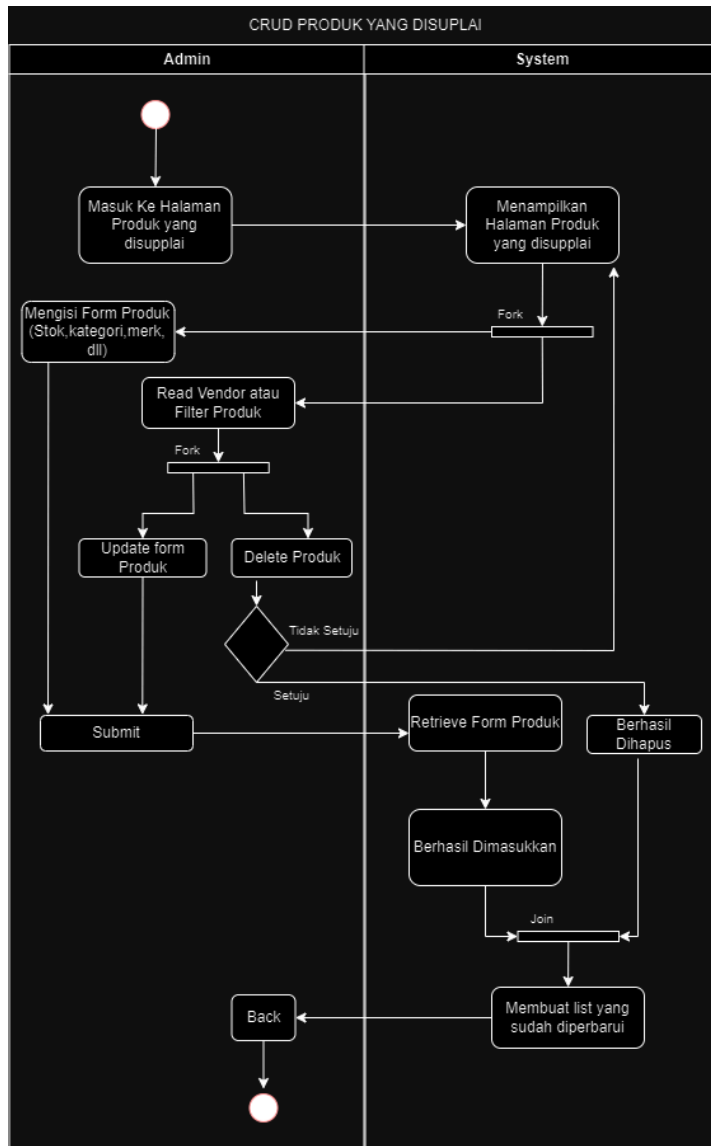 CRUD PRODUK YANG DISUPLAI
Admin
System
Masuk Ke Halaman
Produk yang
disupplai
Menampilkan
Halaman Produk
yang disupplai
Mengisi Form Produk
(Stok,kategori,merk,
dll)
Fork
Read Vendor atau
Filter Produk
Fork
Update form
Produk
Delete Produk
Tidak Setuju
Setuju
Submit
Retrieve Form Produk
Berhasil
Dihapus
Berhasil Dimasukkan
Join
Membuat list yang
sudah diperbarui
Back